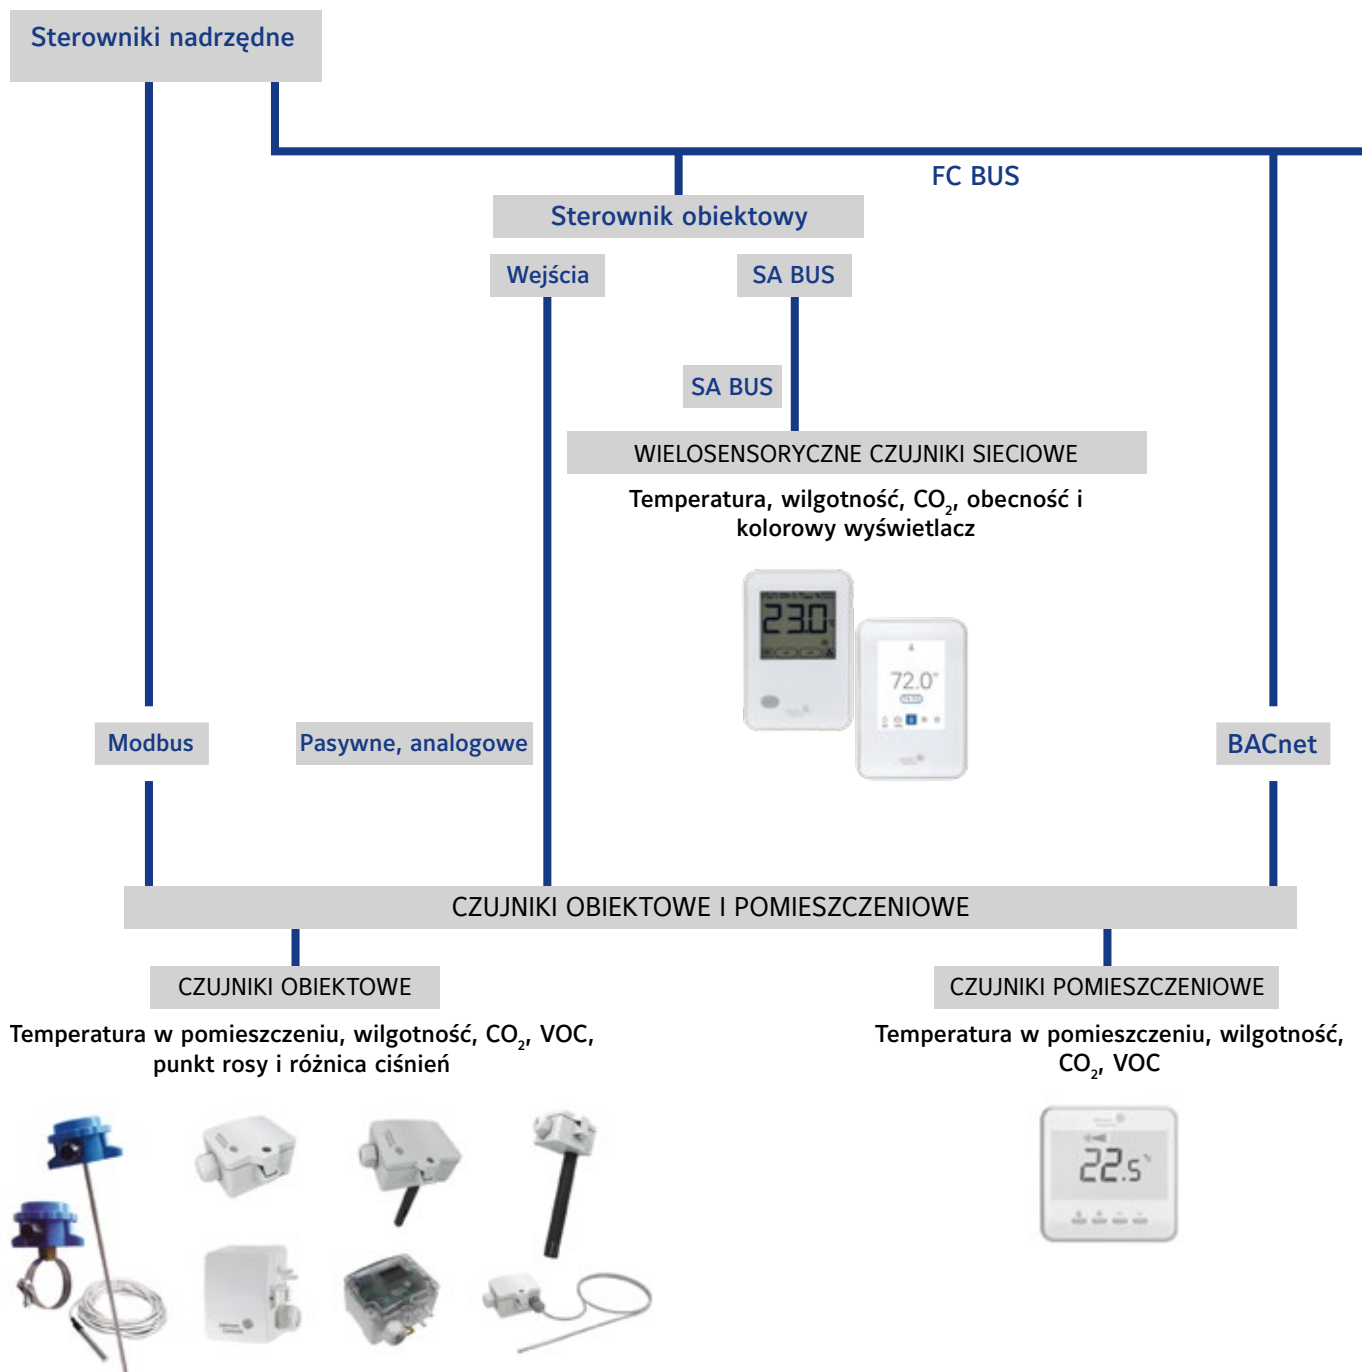 Sterowniki nadrzędne
FC BUS
Sterownik obiektowy
Wejścia
SA BUS
SA BUS
WIELOSENSORYCZNE CZUJNIKI SIECIOWE
Temperatura, wilgotność, CO₂, obecność i
kolorowy wyświetlacz
23.0
72.0°
Modbus
Pasywne, analogowe
BACnet
CZUJNIKI OBIEKTOWE I POMIESZCZENIOWE
CZUJNIKI OBIEKTOWE
CZUJNIKI POMIESZCZENIOWE
Temperatura w pomieszczeniu, wilgotność, CO₂, VOC,
punkt rosy i różnica ciśnień
Temperatura w pomieszczeniu, wilgotność,
CO₂, VOC
22.5